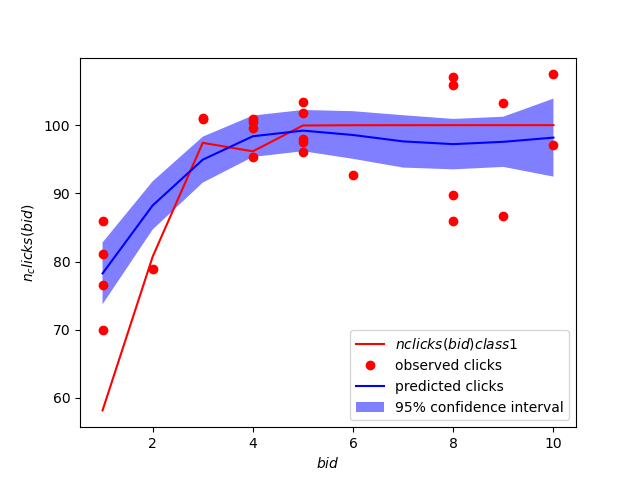 100
90
80
70
60
n_clicks(bid)
2
4
6
8
10
bid
nclicks(bid)class1
observed clicks
predicted clicks
95% confidence interval